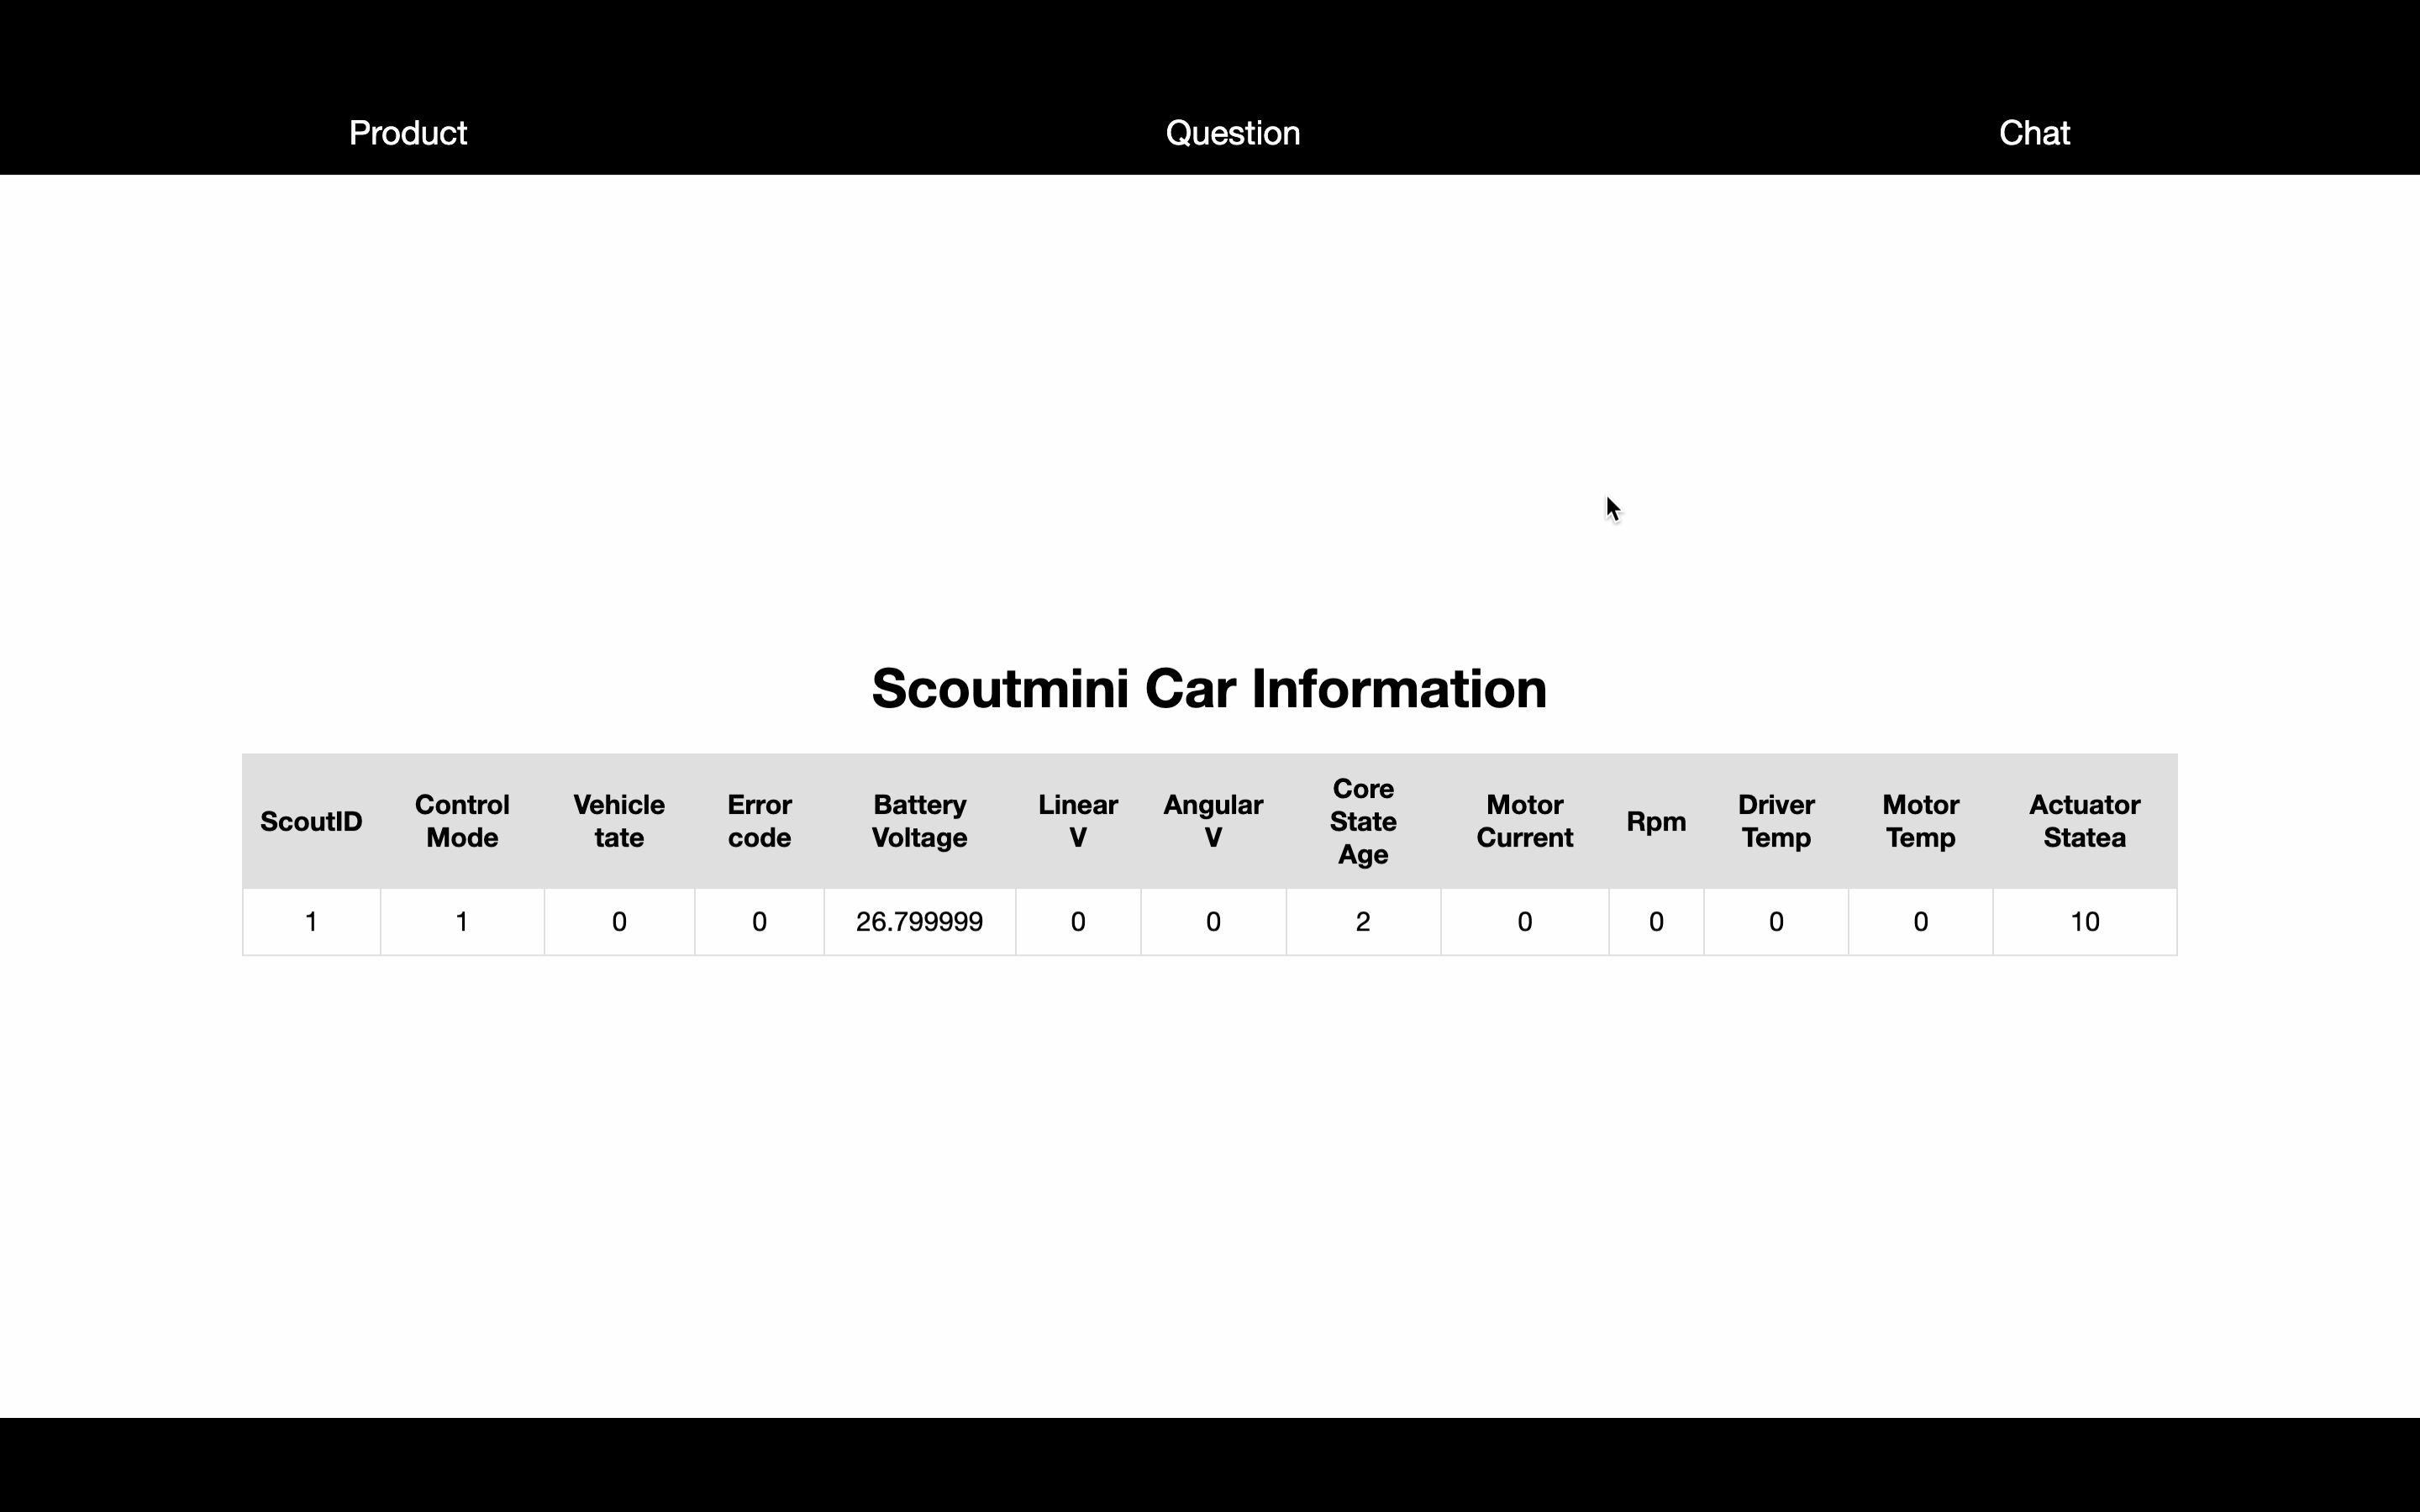 Product Question Chat
Scoutmini Car Information
ScoutID Control Mode Vehicle tate Error code Battery Voltage Linear V Angular V Core State Age Motor Current Rpm Driver Temp Motor Temp Actuator Statea
1 1 0 0 26.799999 0 0 2 0 0 0 0 10